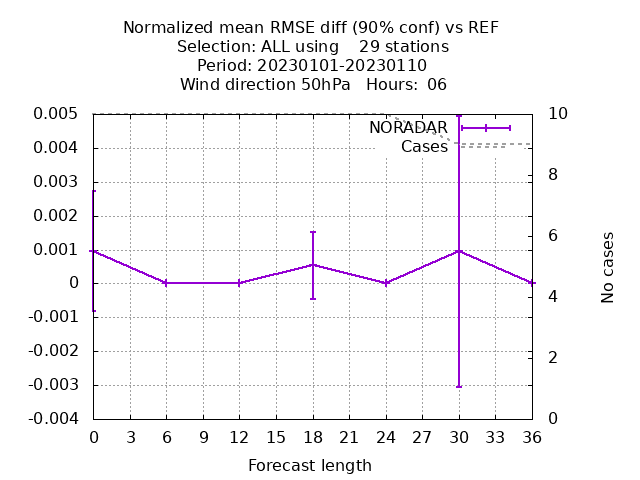 Normalized mean RMSE diff (90% conf) vs REF
Selection: ALL using    29 stations
Period: 20230101-20230110
Wind direction 50hPa   Hours:  06
0.005
0.004
0.003
0.002
0.001
0
-0.001
-0.002
-0.003
-0.004
NORADAR
Cases
10
8
6
4
2
0
No cases
0 3 6 9 12 15 18 21 24 27 30 33 36
Forecast length